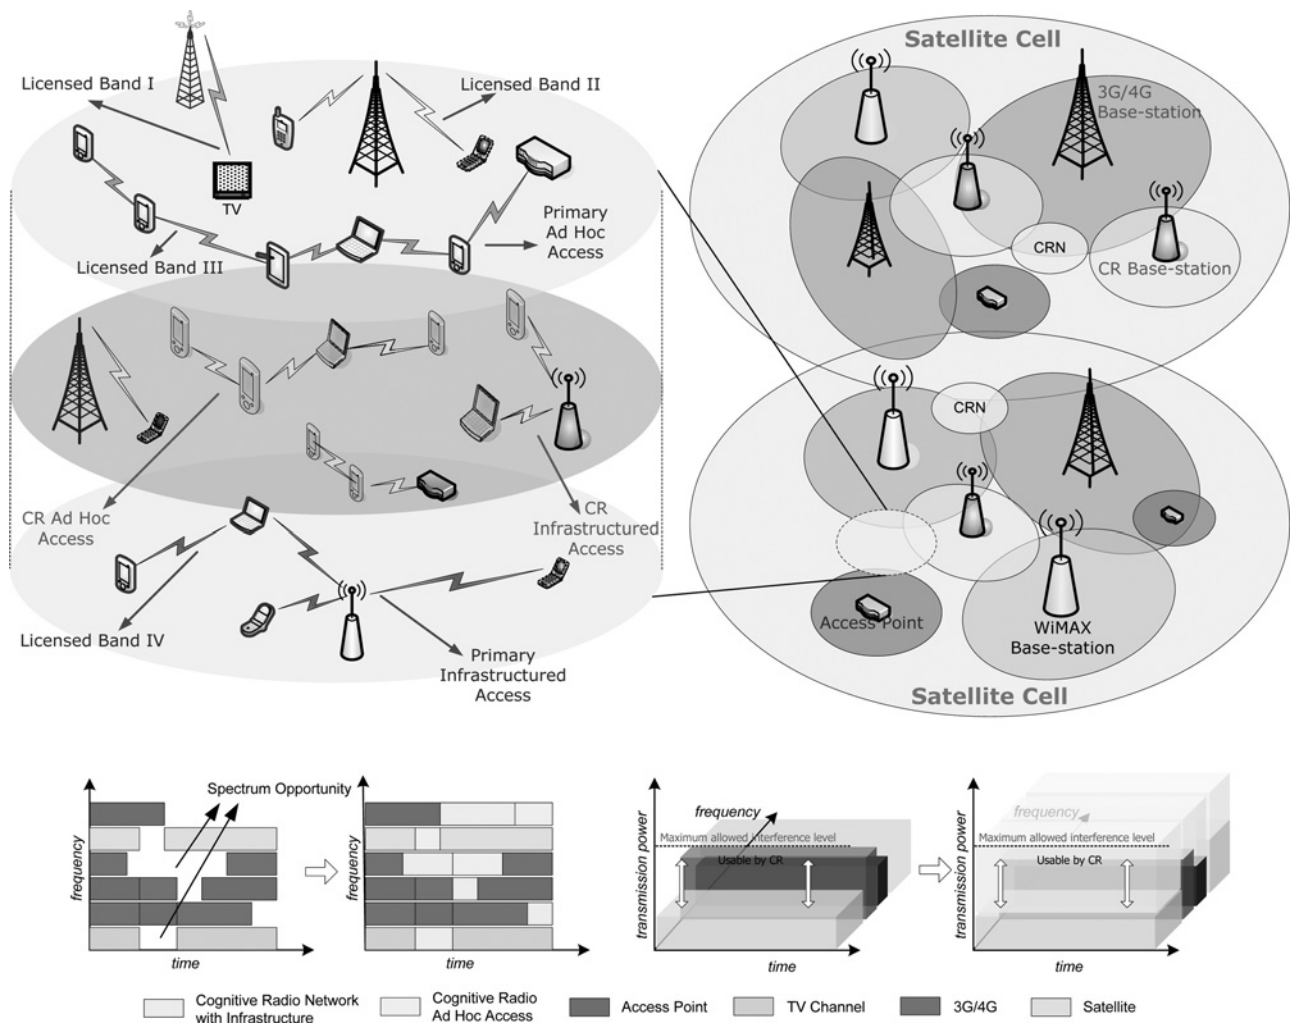 Licensed Band I
Licensed Band II
TV
Primary
Ad Hoc
Access
Licensed Band III
CR Ad Hoc
Access
CR
Infrastructured
Access
Licensed Band IV
Primary
Infrastructured
Access
Satellite Cell
3G/4G
Base-station
CRN
CR Base-station
CRN
Access Point
WiMAX
Base-station
Satellite Cell
Spectrum Opportunity
frequency
time
frequency
time
transmission power
frequency
Maximum allowed interference level
Usable by CR
time
transmission power
frequency
Maximum allowed interference level
Usable by CR
time
Cognitive Radio Network
with Infrastructure
Cognitive Radio
Ad Hoc Access
Access Point
TV Channel
3G/4G
Satellite